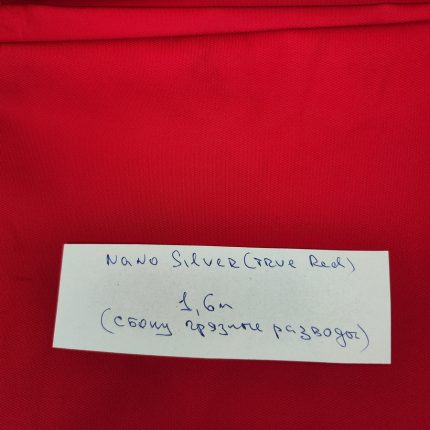 NaNo Silver (TRUE Red)
1,6м
(сбоку грязные разводы)